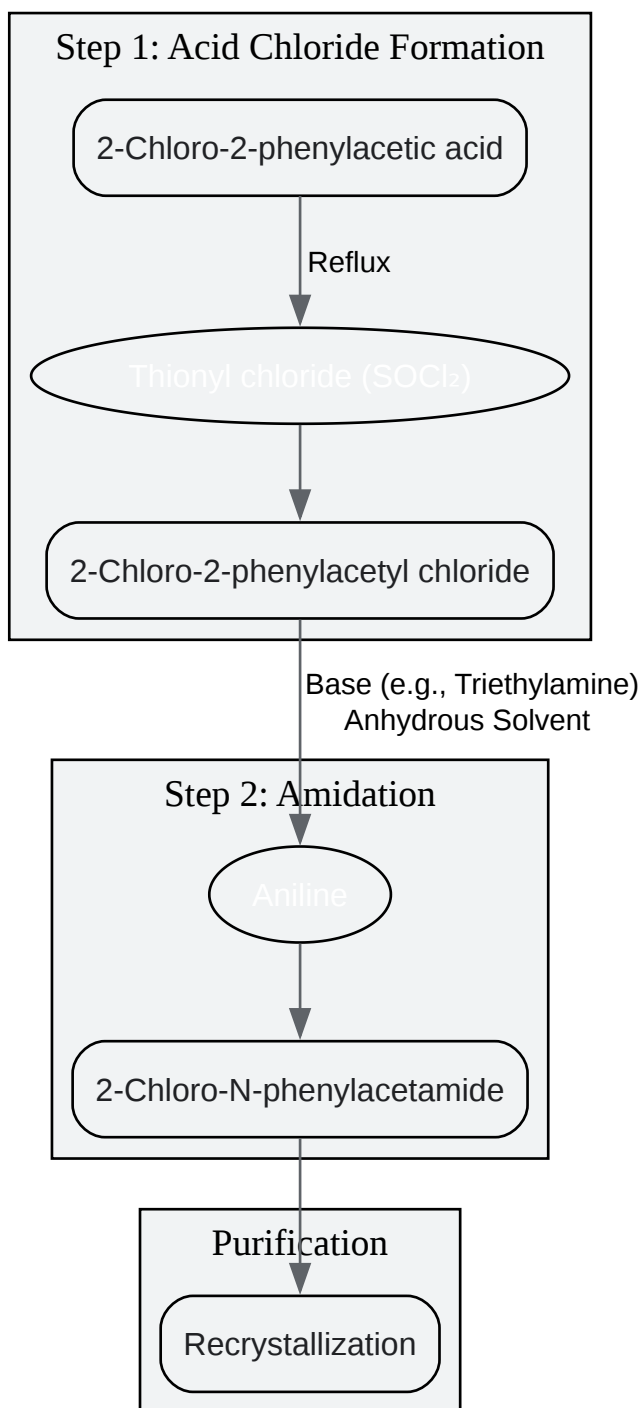 Step 1: Acid Chloride Formation
2-Chloro-2-phenylacetic acid
Reflux
Thionyl chloride (SOCl₂)
2-Chloro-2-phenylacetyl chloride
Base (e.g., Triethylamine)
Anhydrous Solvent
Step 2: Amidation
Aniline
2-Chloro-N-phenylacetamide
Purification
Recrystallization